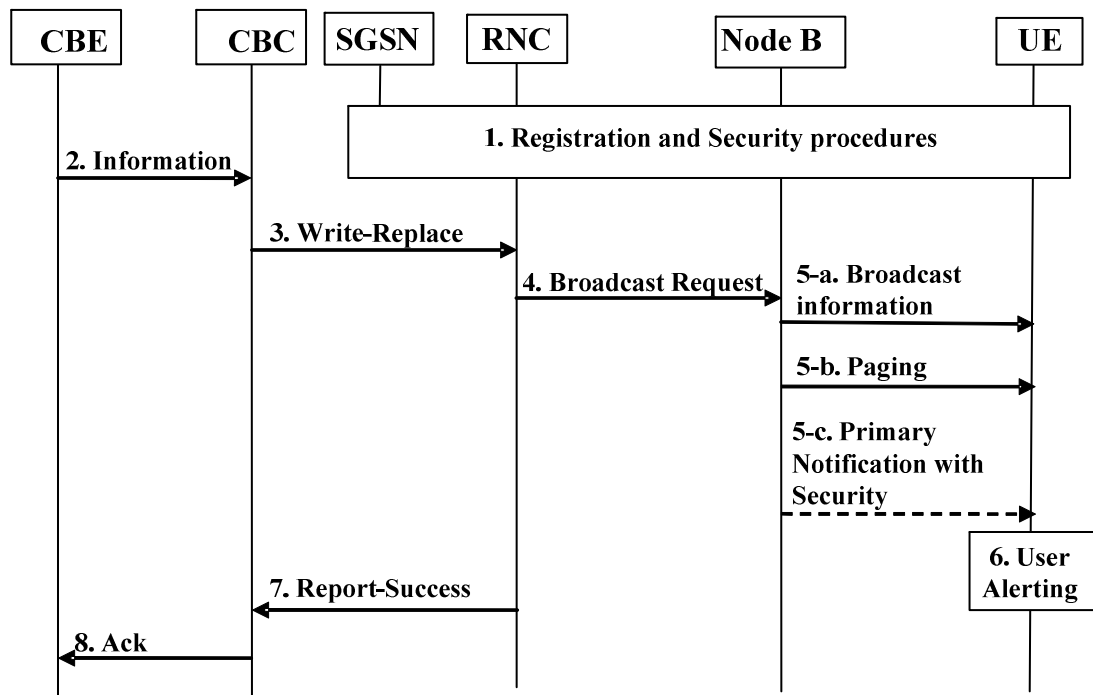 CBE
CBC
SGSN
RNC
Node B
UE
1. Registration and Security procedures
2. Information
3. Write-Replace
4. Broadcast Request
5-a. Broadcast
information
5-b. Paging
5-c. Primary
Notification with
Security
6. User
Alerting
7. Report-Success
8. Ack